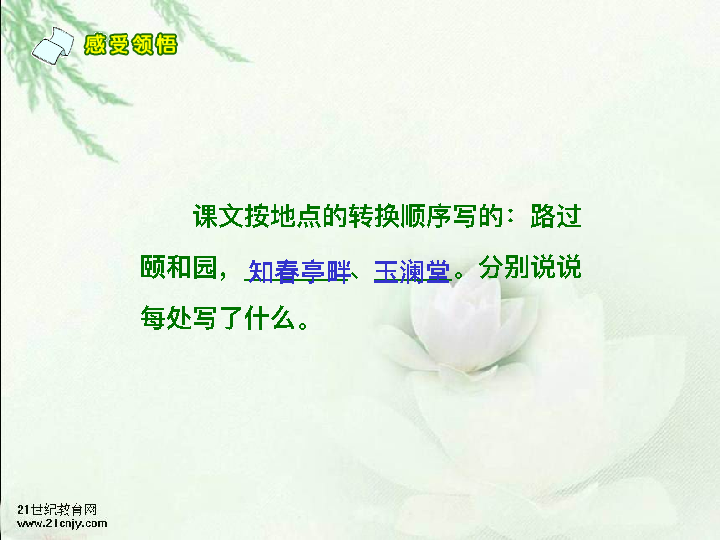 感受领悟
课文按地点的转换顺序写的：路过
颐和园，知春亭畔、玉澜堂。分别说说
每处写了什么。
21世纪教育网
www.21cnjy.com